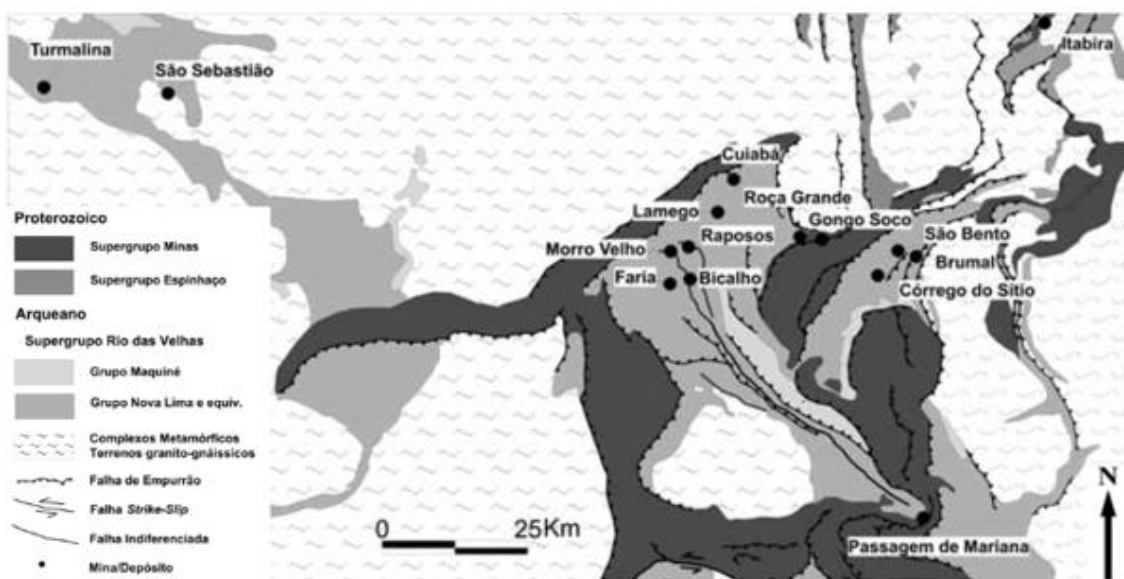 Turmalina
São Sebastião
Itabira
Cuiabá
Roça Grande
Lamego
Gongo Soco
São Bento
Morro Velho
Raposos
Brumal
Faria
Bicalho
Córrego do Sítio
Proterozoico
Supergrupo Minas
Supergrupo Espinhaço
Arqueano
Supergrupo Rio das Velhas
Grupo Maquiné
Grupo Nova Lima e equiv.
Complexos Metamórficos
Terrenos granito-gnáissicos
Falha de Empurrão
Falha Strike-Slip
Falha Indiferenciada
Mina/Depósito
0 25Km
N
Passagem de Mariana